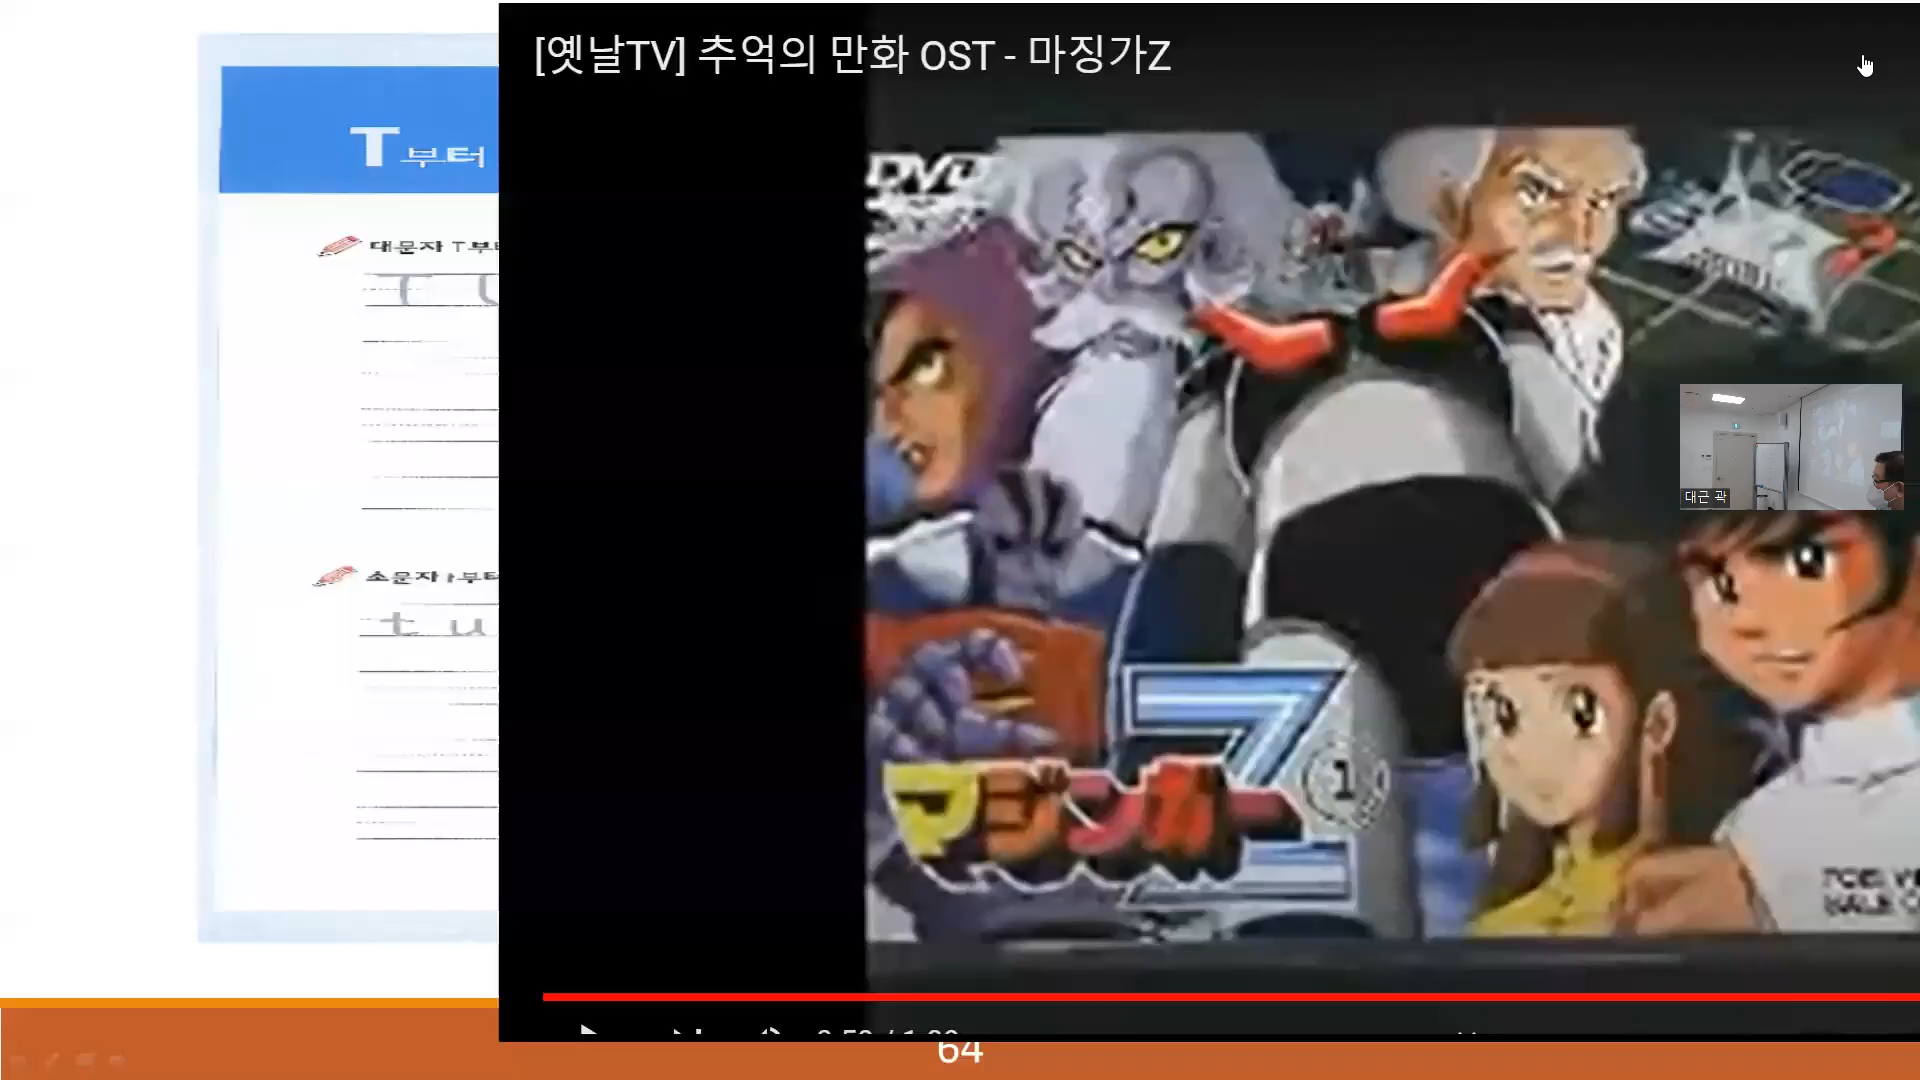 [옛날TV] 추억의 만화 OST - 마징가Z
T부터
대문자 T부터
T U
소문자 t부터
t u
DVD
マジンガー
Z
1
대근 곽
64